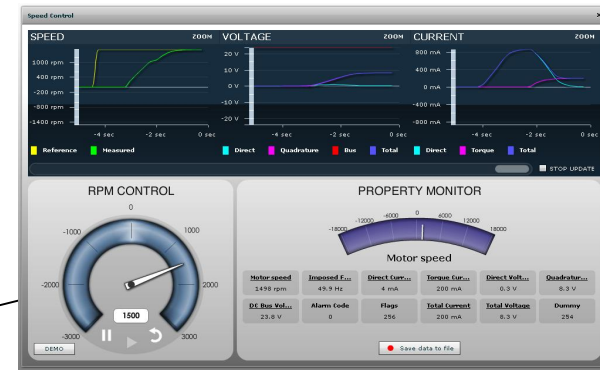 Speed Control
SPEED ZOOM
1000 rpm
400 rpm
-200 rpm
-800 rpm
-1400 rpm
-4 sec -2 sec 0 sec
Reference Measured
VOLTAGE ZOOM
20 V
10 V
0 V
-10 V
-20 V
-4 sec -2 sec 0 sec
Direct Quadrature Bus Total
CURRENT ZOOM
800 mA
400 mA
0 mA
-400 mA
-800 mA
-4 sec -2 sec 0 sec
Direct Torque Total
STOP UPDATE
RPM CONTROL
0
-1000 1000
-2000 2000
1500
-3000 3000
DEMO
PROPERTY MONITOR
-18000 -12000 -6000 0 6000 12000 18000
Motor speed
Motor speed Imposed F... Direct Curr... Torque Cur... Direct Volt... Quadratur...
1498 rpm 49.9 Hz 4 mA 200 mA 0.3 V 8.3 V
DC Bus Vol... Alarm Code Flags Total Current Total Voltage Dummy
23.8 V 0 256 200 mA 8.3 V 254
Save data to file